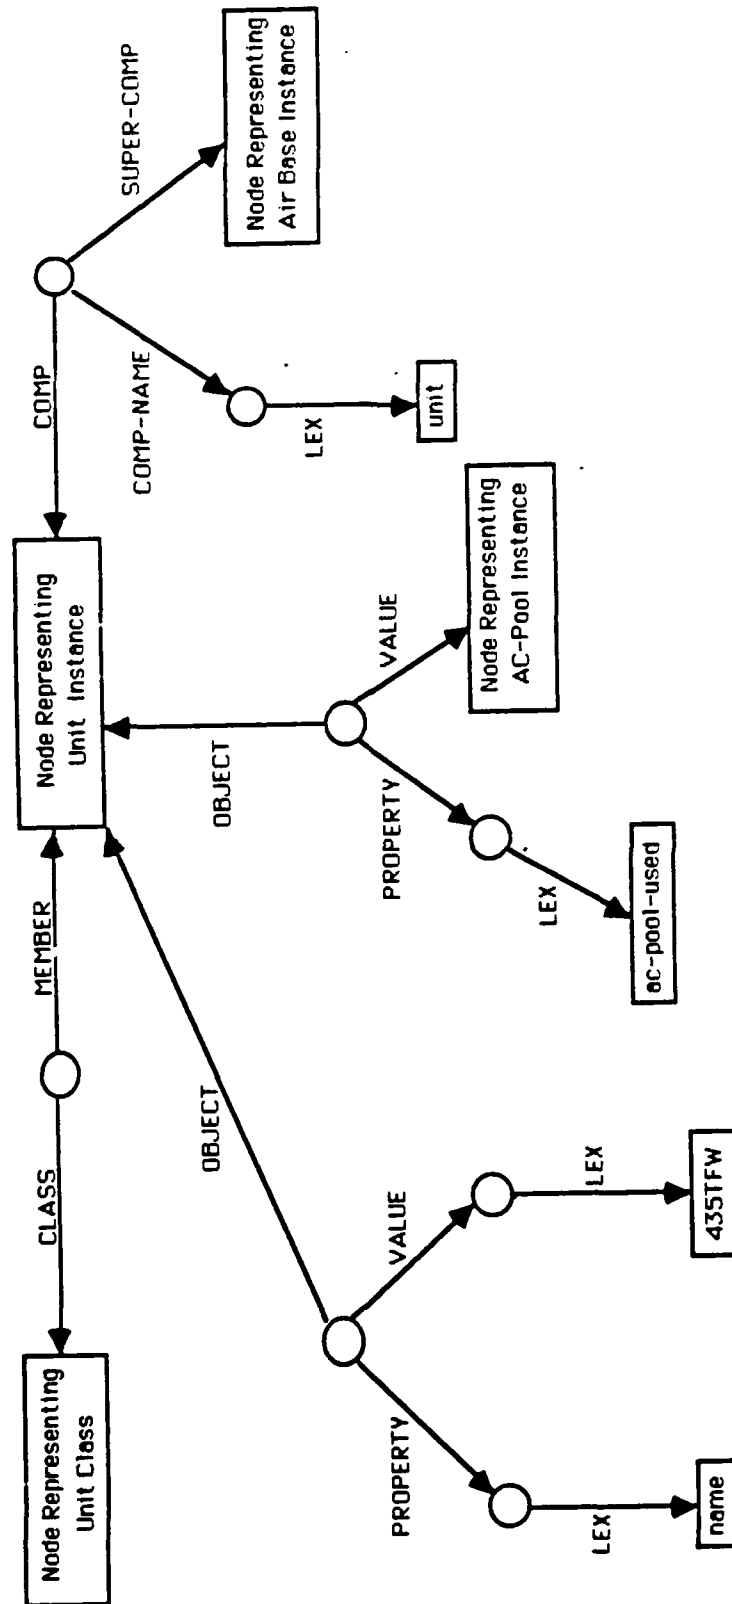 Node Representing
Unit Class
CLASS
MEMBER
Node Representing
Unit Instance
COMP
SUPER-COMP
Node Representing
Air Base Instance
COMP-NAME
LEX
unit
OBJECT
OBJECT
PROPERTY
VALUE
Node Representing
AC-Pool Instance
LEX
ac-pool-used
PROPERTY
VALUE
LEX
name
LEX
435TFW